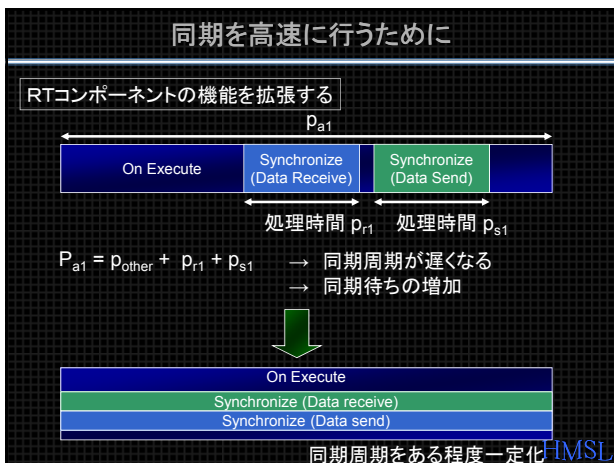 同期を高速に行うために
RTコンポーネントの機能を拡張する
pa1
On Execute
Synchronize
(Data Receive)
Synchronize
(Data Send)
処理時間 pr1
処理時間 ps1
Pa1 = pother + pr1 + ps1 → 同期周期が遅くなる
→ 同期待ちの増加
On Execute
Synchronize (Data receive)
Synchronize (Data send)
同期周期をある程度一定化
HMSL